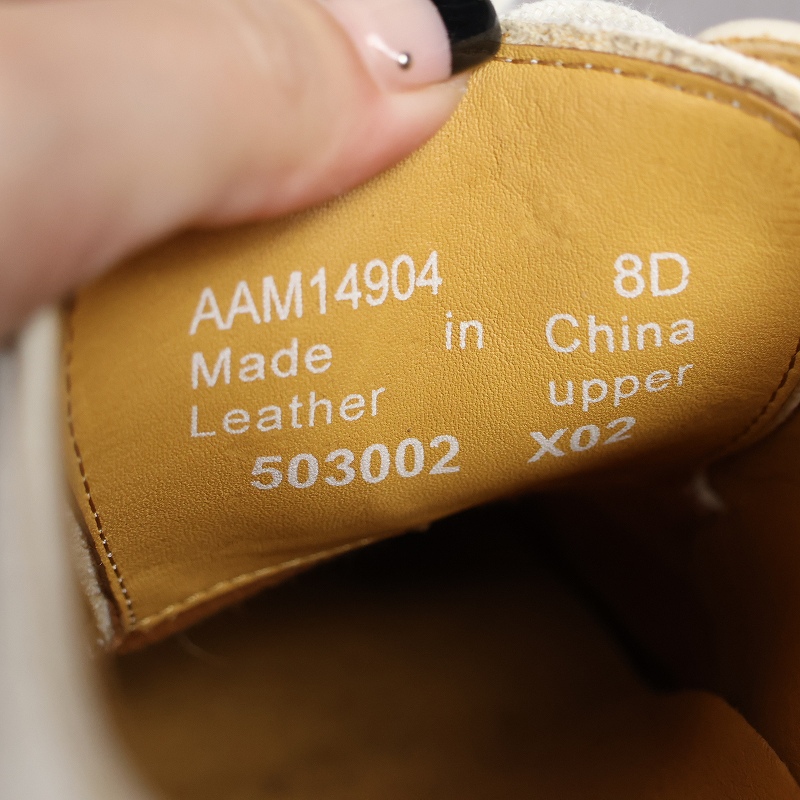 AAM14904 8D
Made in China
Leather upper
503002 X02